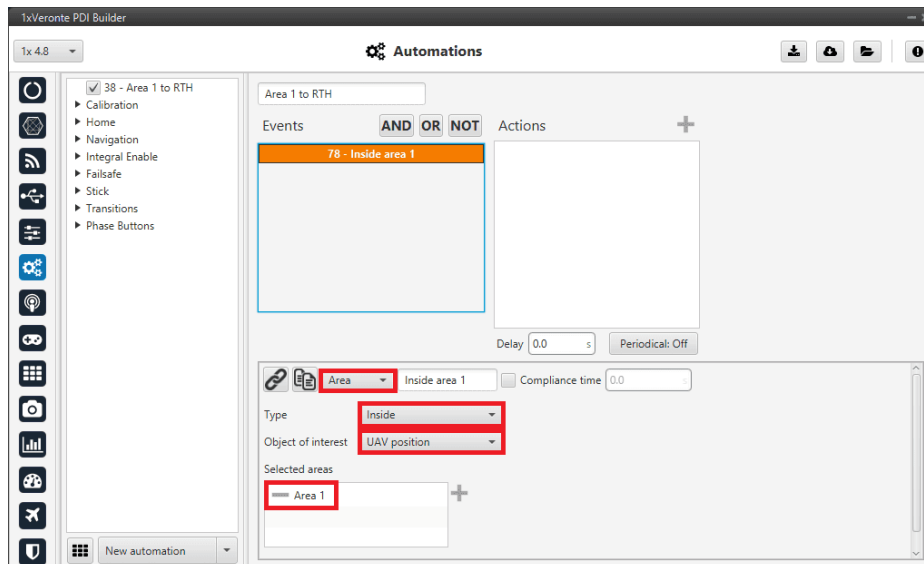 1xVeronte PDI Builder
1x 4.8
Automations
38 - Area 1 to RTH
Calibration
Home
Navigation
Integral Enable
Failsafe
Stick
Transitions
Phase Buttons
New automation
Area 1 to RTH
Events AND OR NOT Actions
78 - Inside area 1
Delay 0.0 s Periodical: Off
Area Inside area 1 Compliance time 0.0 s
Type Inside
Object of interest UAV position
Selected areas
Area 1